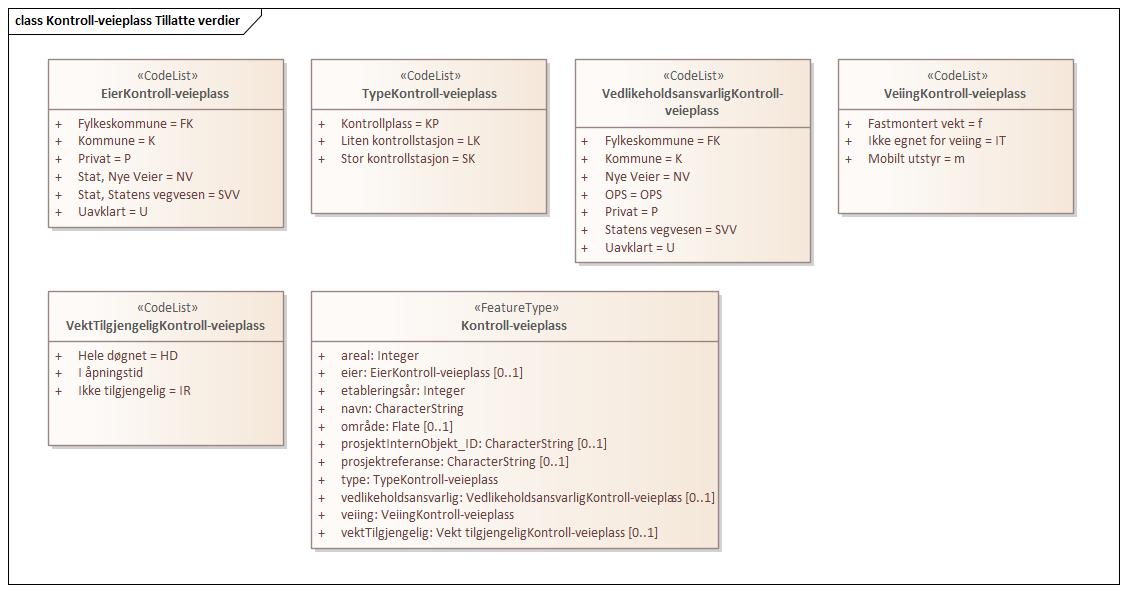 class Kontroll-veieplass Tillatte verdier
«CodeList»
EierKontroll-veieplass
+ Fylkeskommune = FK
+ Kommune = K
+ Privat = P
+ Stat, Nye Veier = NV
+ Stat, Statens vegvesen = SVV
+ Uavklart = U
«CodeList»
TypeKontroll-veieplass
+ Kontrollplass = KP
+ Liten kontrollstasjon = LK
+ Stor kontrollstasjon = SK
«CodeList»
VedlikeholdsansvarligKontroll-
veieplass
+ Fylkeskommune = FK
+ Kommune = K
+ Nye Veier = NV
+ OPS = OPS
+ Privat = P
+ Statens vegvesen = SVV
+ Uavklart = U
«CodeList»
VeiingKontroll-veieplass
+ Fastmontert vekt = f
+ Ikke egnet for veiing = IT
+ Mobilt utstyr = m
«CodeList»
VektTilgjengeligKontroll-veieplass
+ Hele døgnet = HD
+ I åpningstid
+ Ikke tilgjengelig = IR
«FeatureType»
Kontroll-veieplass
+ areal: Integer
+ eier: EierKontroll-veieplass [0..1]
+ etableringsår: Integer
+ navn: CharacterString
+ område: Flate [0..1]
+ prosjektInternObjekt_ID: CharacterString [0..1]
+ prosjektreferanse: CharacterString [0..1]
+ type: TypeKontroll-veieplass
+ vedlikeholdsansvarlig: VedlikeholdsansvarligKontroll-veieplass [0..1]
+ veiing: VeiingKontroll-veieplass
+ vektTilgjengelig: Vekt tilgjengeligKontroll-veieplass [0..1]